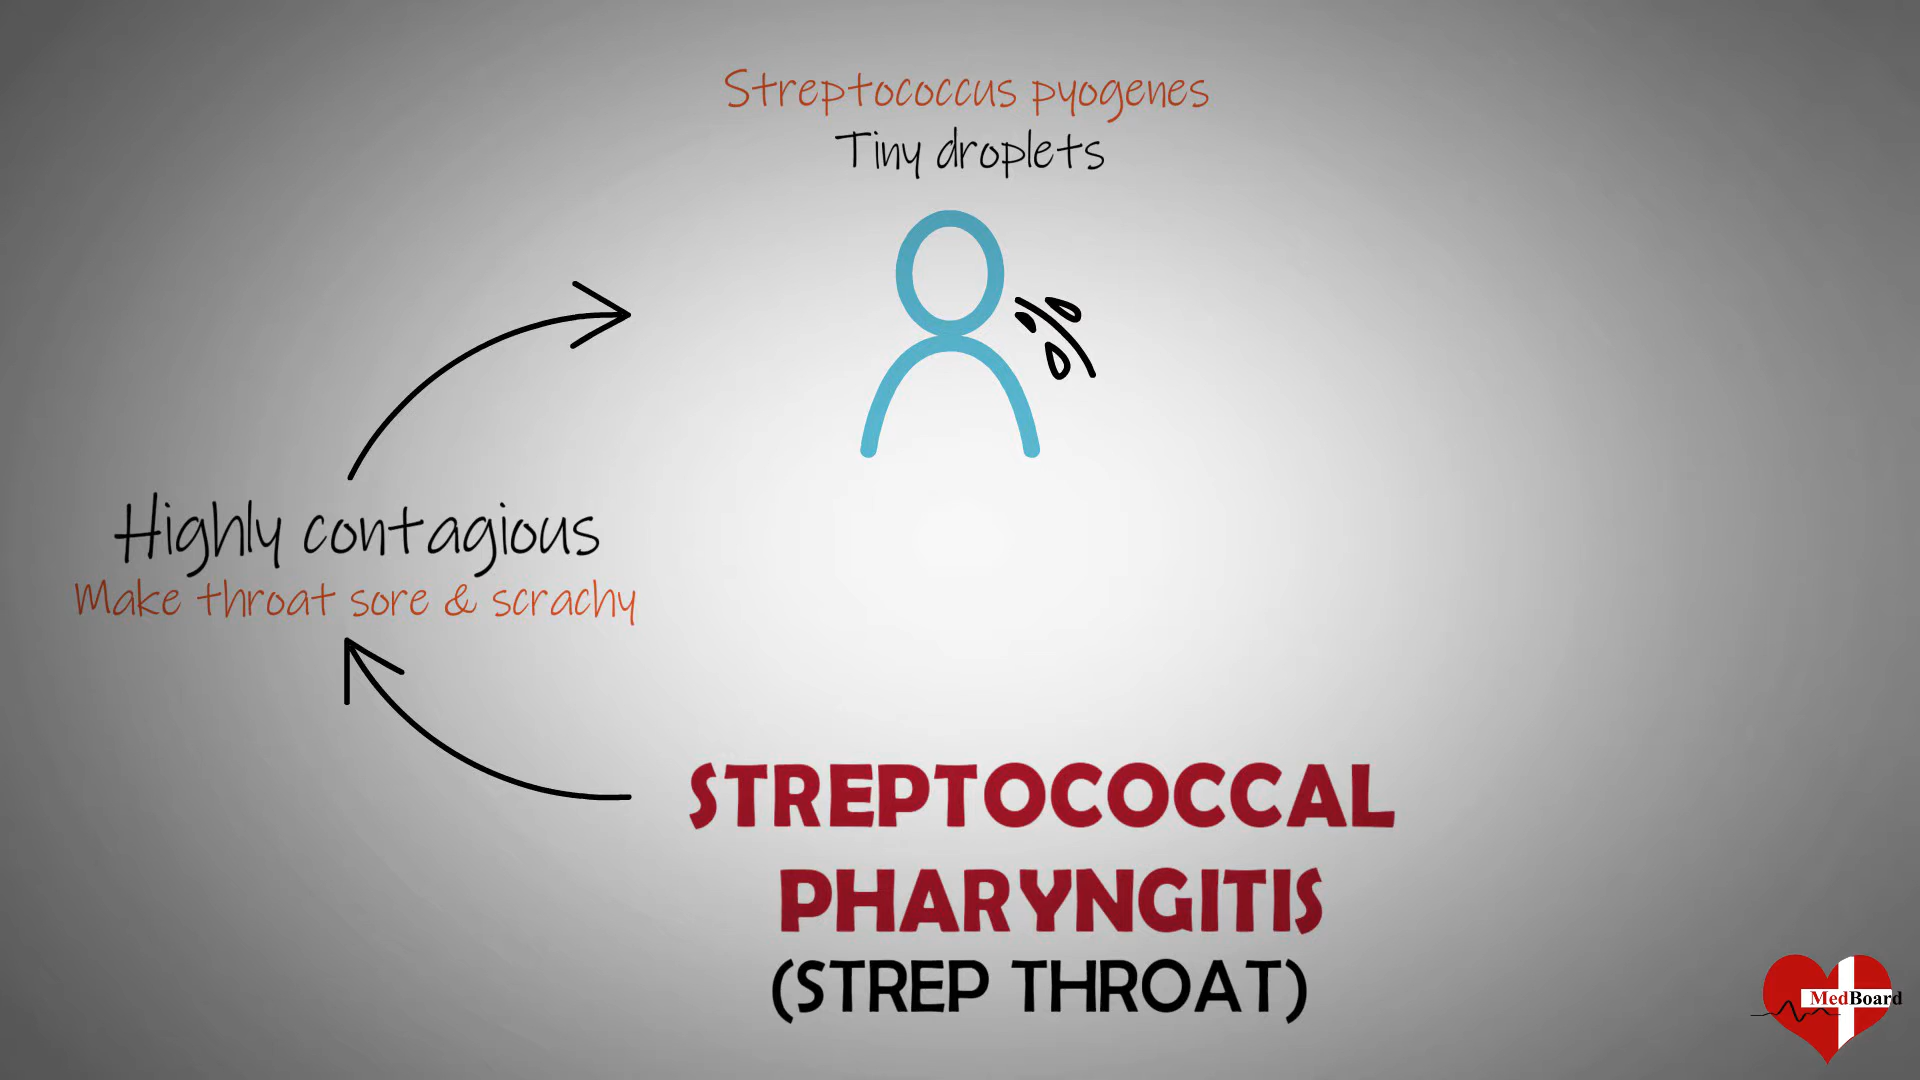 Streptococcus pyogenes
Tiny droplets
Highly contagious
Make throat sore & scrachy
STREPTOCOCCAL
PHARYNGITIS
(STREP THROAT)
MedBoard